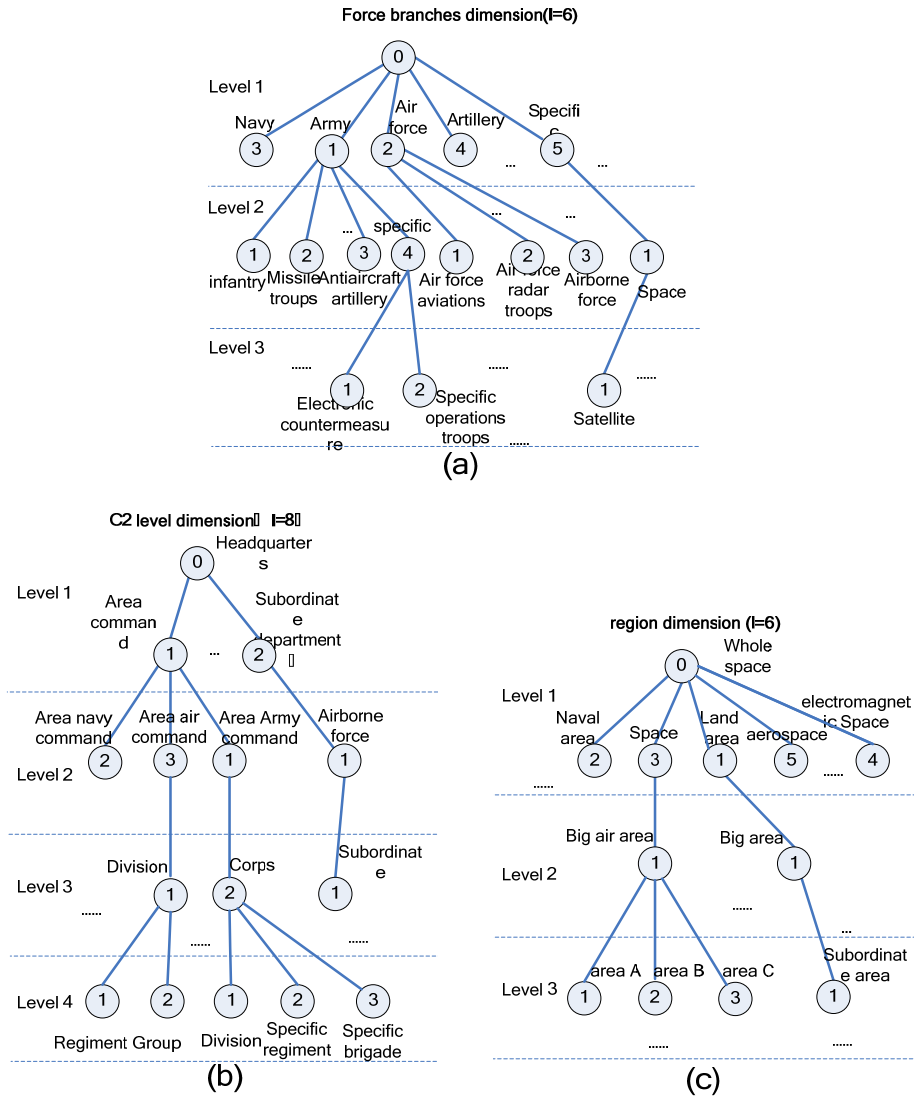 Force branches dimension(l=6)
0
Level 1
Navy
Army
Air
force
Artillery
Specifi
c
3
1
2
4
5
...
...
Level 2
...
specific
...
...
1
2
3
4
1
2
3
1
infantry
Missile
troups
Antiaircraft
artillery
Air force
aviations
Air force
radar
troops
Airborne
force
Space
Level 3
......
......
......
1
2
1
Electronic
countermeasu
re
Specific
operations
troops
Satellite
......
(a)
C2 level dimension▯ l=8▯
0
Headquarter
s
Level 1
Area
comman
d
Subordinat
e
department
▯
1
...
2
Area navy
command
Area air
command
Area Army
command
Airborne
force
Level 2
2
3
1
1
Level 3
Division
Corps
Subordinat
e
1
2
1
......
......
......
Level 4
1
2
1
2
3
Regiment
Group
Division
Specific
regiment
Specific
brigade
(b)
region dimension (l=6)
0
Whole
space
Level 1
Naval
area
Space
Land
area
aerospace
electromagnet
ic Space
2
3
1
5
4
......
......
Level 2
Big air area
Big area
1
1
......
...
Level 3
area A
area B
area C
Subordinat
e area
1
2
3
1
......
......
(c)